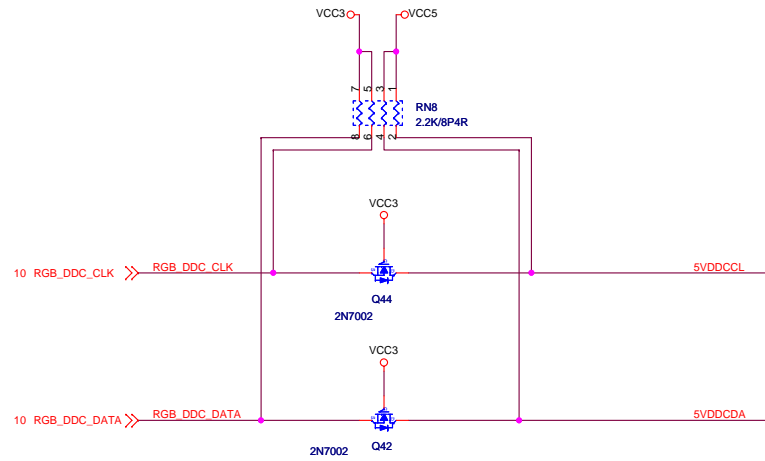 VCC3 VCC5
7 5 3 1
RN8
2.2K/8P4R
8 6 4 2
VCC3
10 RGB_DDC_CLK RGB_DDC_CLK 5VDDCCL
Q44
2N7002
VCC3
10 RGB_DDC_DATA RGB_DDC_DATA 5VDDCDA
2N7002 Q42